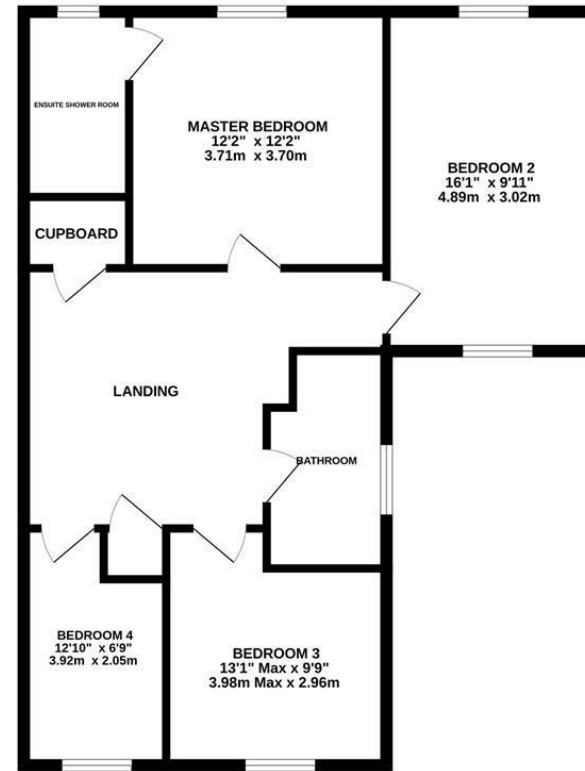 ENSUITE SHOWER ROOM
MASTER BEDROOM
12'2" x 12'2"
3.71m x 3.70m
BEDROOM 2
16'1" x 9'11"
4.89m x 3.02m
CUPBOARD
LANDING
BATHROOM
BEDROOM 4
12'10" x 6'9"
3.92m x 2.05m
BEDROOM 3
13'1" Max x 9'9"
3.98m Max x 2.96m